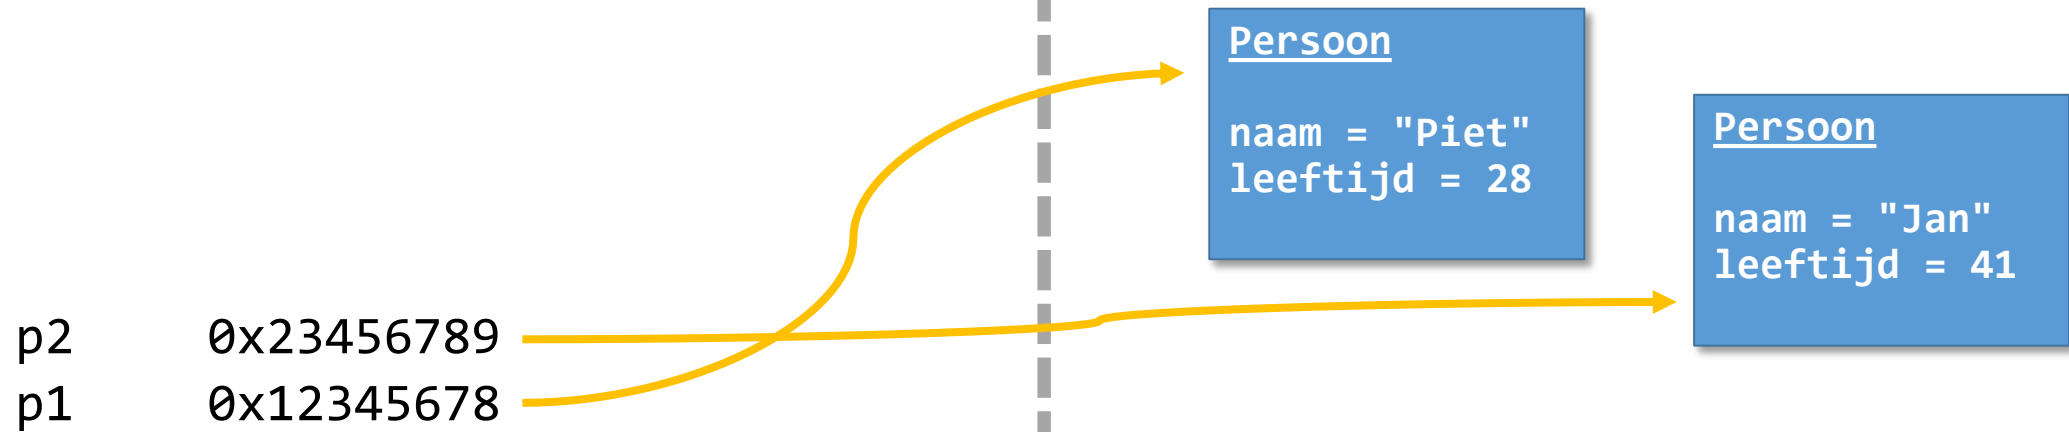 Persoon
naam = "Piet"
leeftijd = 28
Persoon
naam = "Jan"
leeftijd = 41
p2 0x23456789
p1 0x12345678